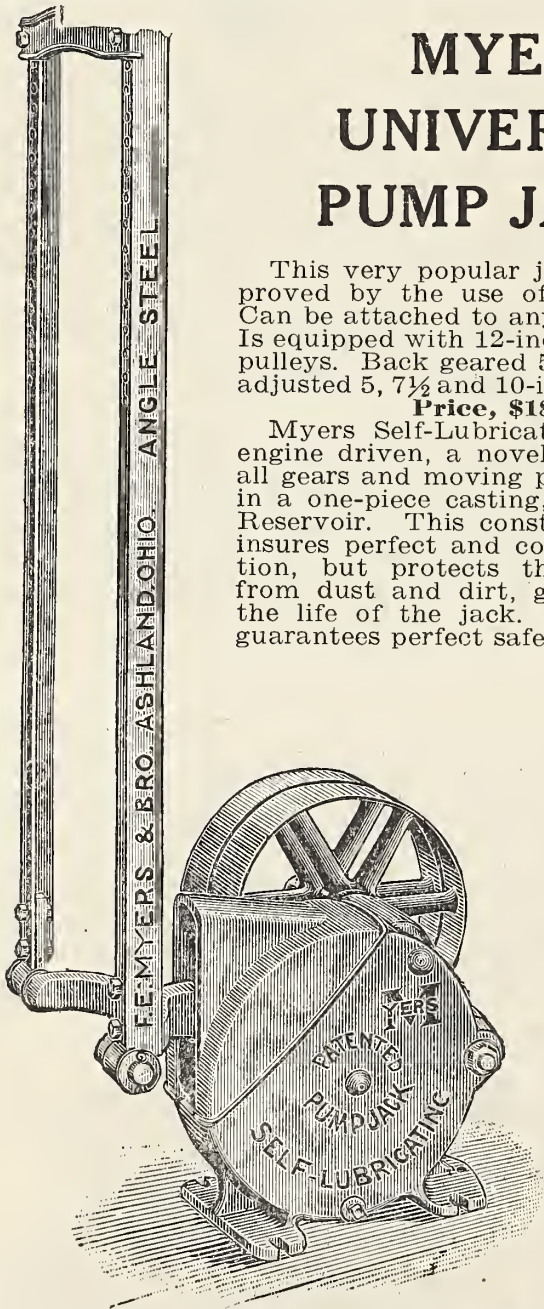 MYE
UNIVER
PUMP JA
This very popular j
proved by the use of
Can be attached to any
Is equipped with 12-inc
pulleys. Back geared 5
adjusted 5, 7½ and 10-i
Price, $18
Myers Self-Lubricat
engine driven, a novel
all gears and moving p
in a one-piece casting,
Reservoir. This const
insures perfect and co
tion, but protects th
from dust and dirt, g
the life of the jack.
guarantees perfect safe
F.E.MYERS & BRO. ASHLAND.OHIO. ANGLE STEEL
MYERS
PATENTED
PUMP JACK
SELF-LUBRICATING